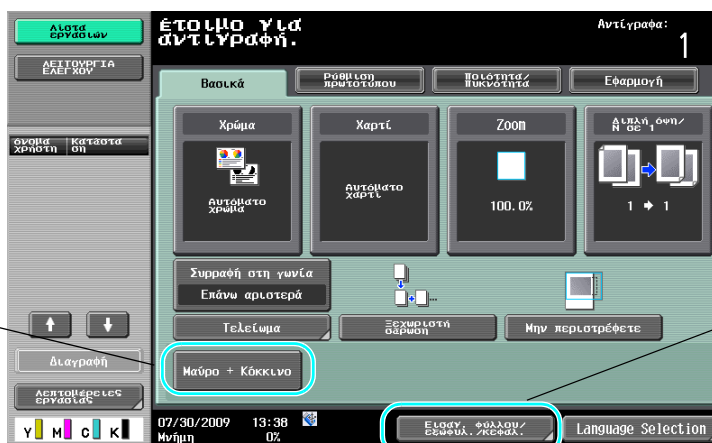 Λίστα
εργασιών
ΛΕΙΤΟΥΡΓΙΑ
ΕΛΕΓΧΟΥ
όνομα
χρήστη
Κατάστα
ση
Διαγραφή
Λεπτομέρειες
εργασίας
Y M C K
έτοιμο για
αντιγραφή.
Αντίγραφα:
1
Βασικά
Ρύθμιση
πρωτοτύπου
Ποιότητα/
Πυκνότητα
Εφαρμογή
Χρώμα
Αυτόματο
χρώμα
Χαρτί
Αυτόματο
χαρτί
Zoom
100.0%
Διπλή όψη/
N σε 1
1 → 1
Συρραφή στη γωνία
Επάνω αριστερά
Τελείωμα
Ξεχωριστή
σάρωση
Μην περιστρέφετε
Μαύρο + Κόκκινο
07/30/2009 13:38
Μνήμη 0%
Εισαγ. φύλλου/
εξωφύλ./κεφαλ.
Language Selection